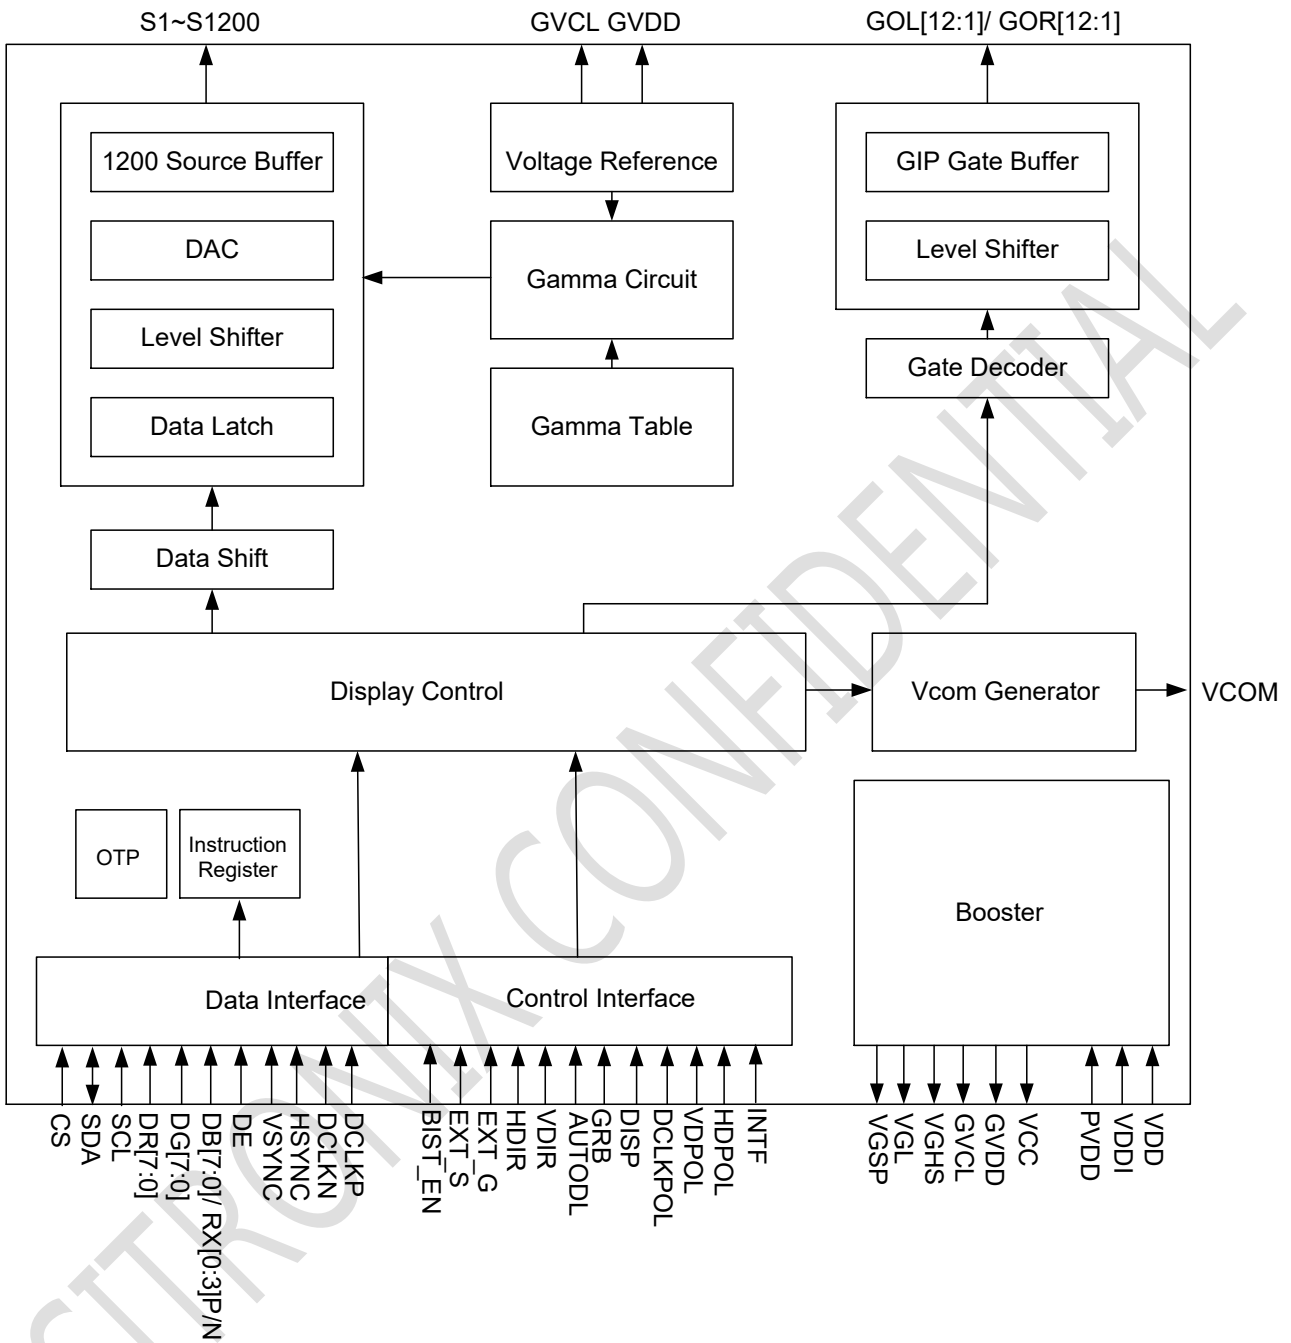 S1~S1200
GVCL GVDD
GOL[12:1]/ GOR[12:1]
1200 Source Buffer
DAC
Level Shifter
Data Latch
Voltage Reference
Gamma Circuit
Gamma Table
GIP Gate Buffer
Level Shifter
Gate Decoder
Data Shift
Display Control
Vcom Generator
VCOM
OTP
Instruction
Register
Booster
Data Interface
Control Interface
CS
SDA
SCL
DR[7:0]
DG[7:0]
DB[7:0]/ RX[0:3]P/N
DE
VSYNC
HSYNC
DCLKN
DCLKP
BIST_EN
EXT_S
EXT_G
HDIR
VDIR
AUTODL
GRB
DISP
DCLKPOL
VDPOL
HDPOL
INTF
VGSP
VGL
VGHS
GVCL
GVDD
VCC
PVDD
VDDI
VDD
SITRONIX CONFIDENTIAL